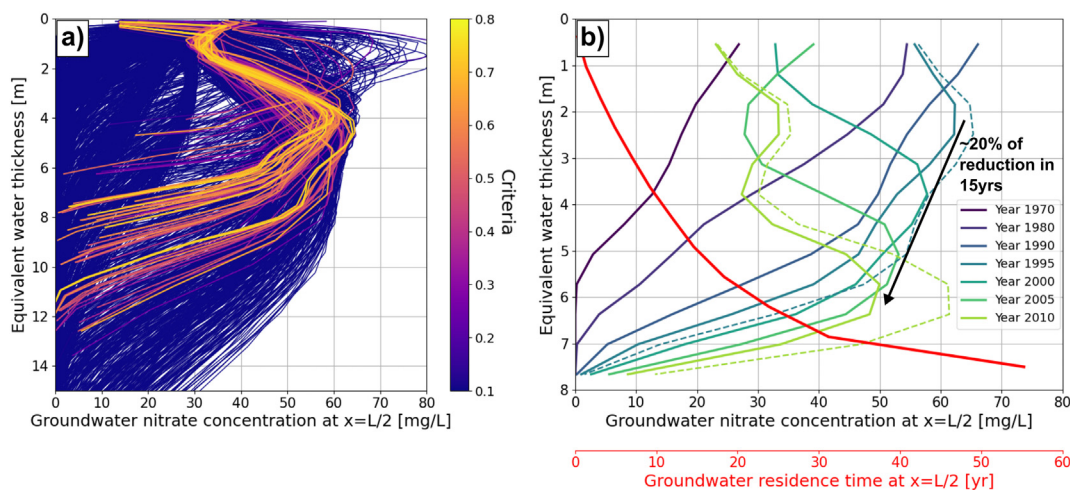 a)
0
2
4
6
8
10
12
14
Equivalent water thickness [m]
0 10 20 30 40 50 60 70 80
Groundwater nitrate concentration at x=L/2 [mg/L]
0.8
0.7
0.6
0.5
0.4
0.3
0.2
0.1
Criteria
b)
0
1
2
3
4
5
6
7
8
Equivalent water thickness [m]
~20% of
reduction in
15yrs
Year 1970
Year 1980
Year 1990
Year 1995
Year 2000
Year 2005
Year 2010
0 10 20 30 40 50 60 70 80
Groundwater nitrate concentration at x=L/2 [mg/L]
0 10 20 30 40 50 60
Groundwater residence time at x=L/2 [yr]